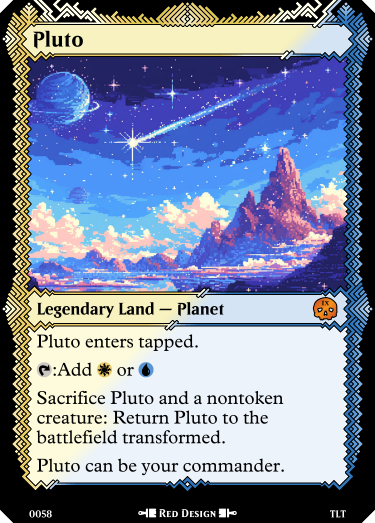 Pluto
Legendary Land — Planet
Pluto enters tapped.
:Add or
Sacrifice Pluto and a nontoken
creature: Return Pluto to the
battlefield transformed.
Pluto can be your commander.
0058
RED DESIGN
TLT